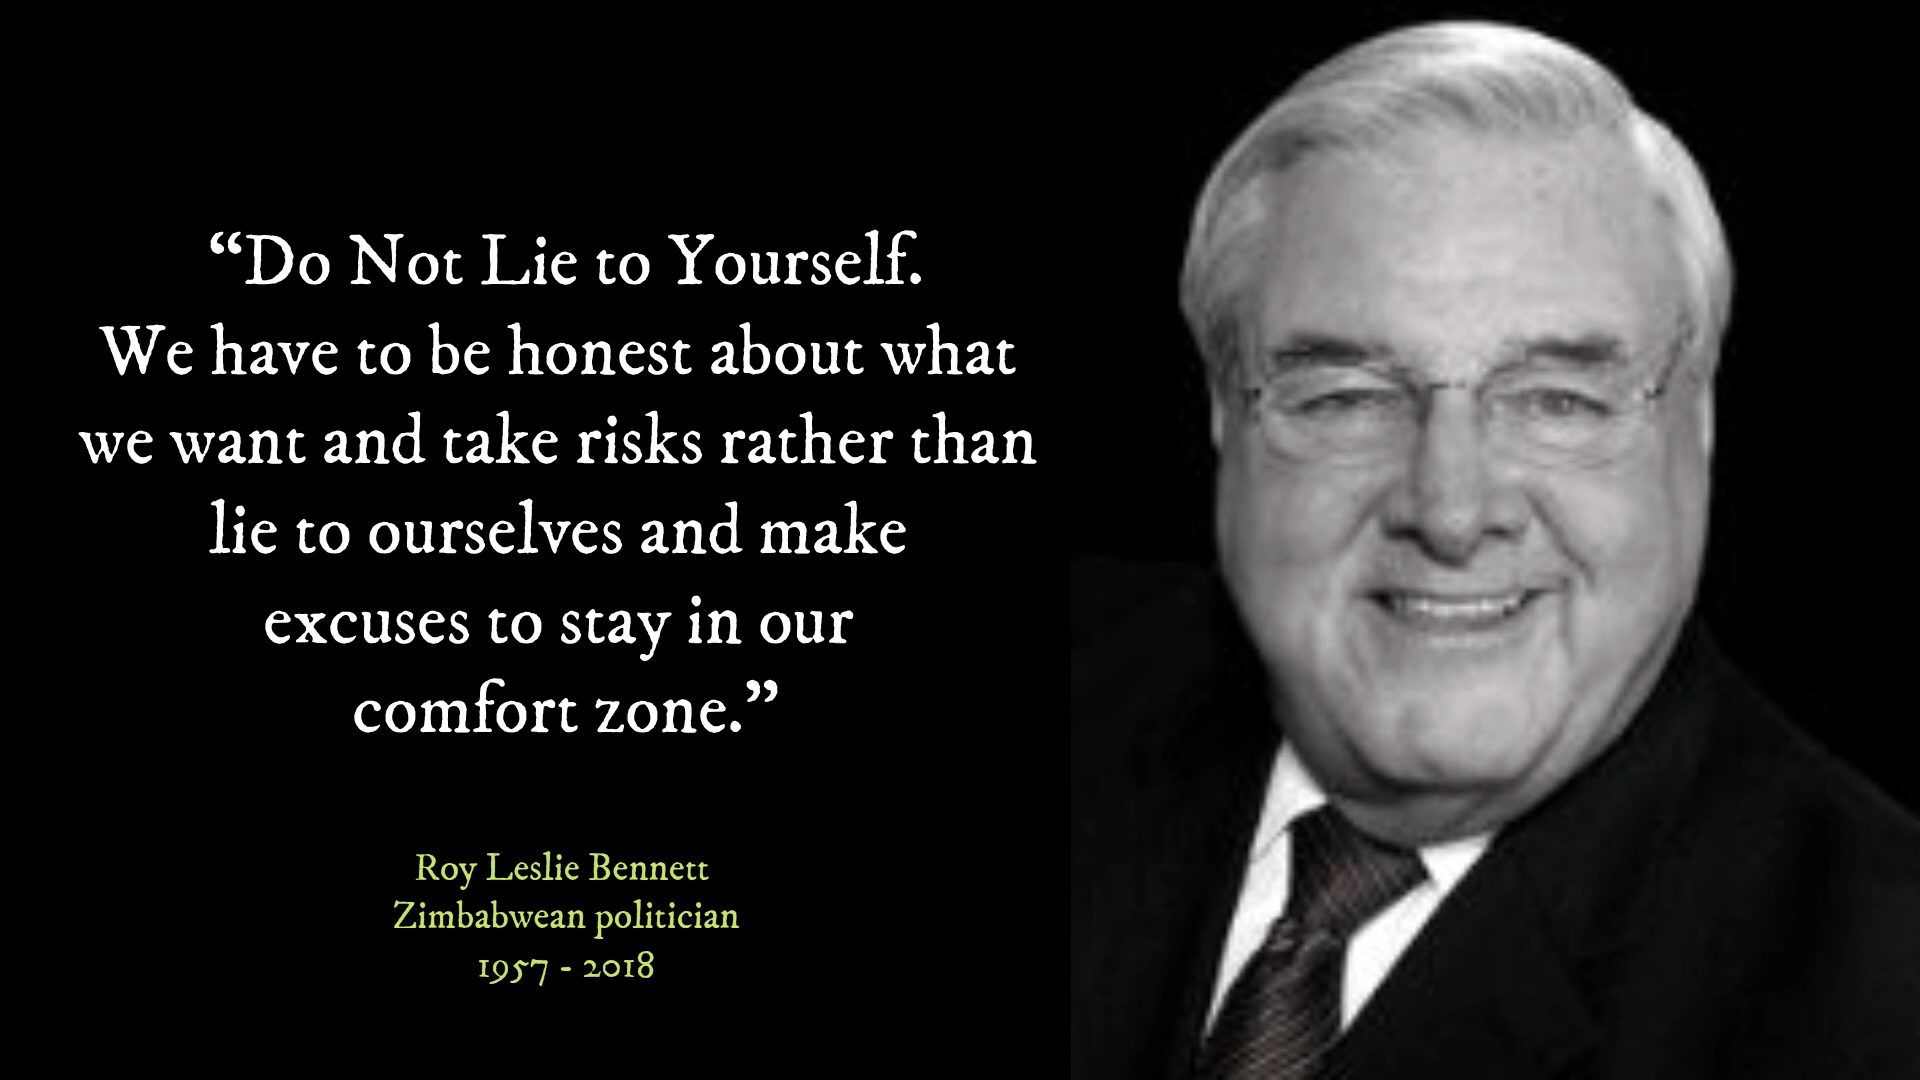 “Do Not Lie to Yourself.
We have to be honest about what
we want and take risks rather than
lie to ourselves and make
excuses to stay in our
comfort zone.”
Roy Leslie Bennett
Zimbabwean politician
1957 - 2018